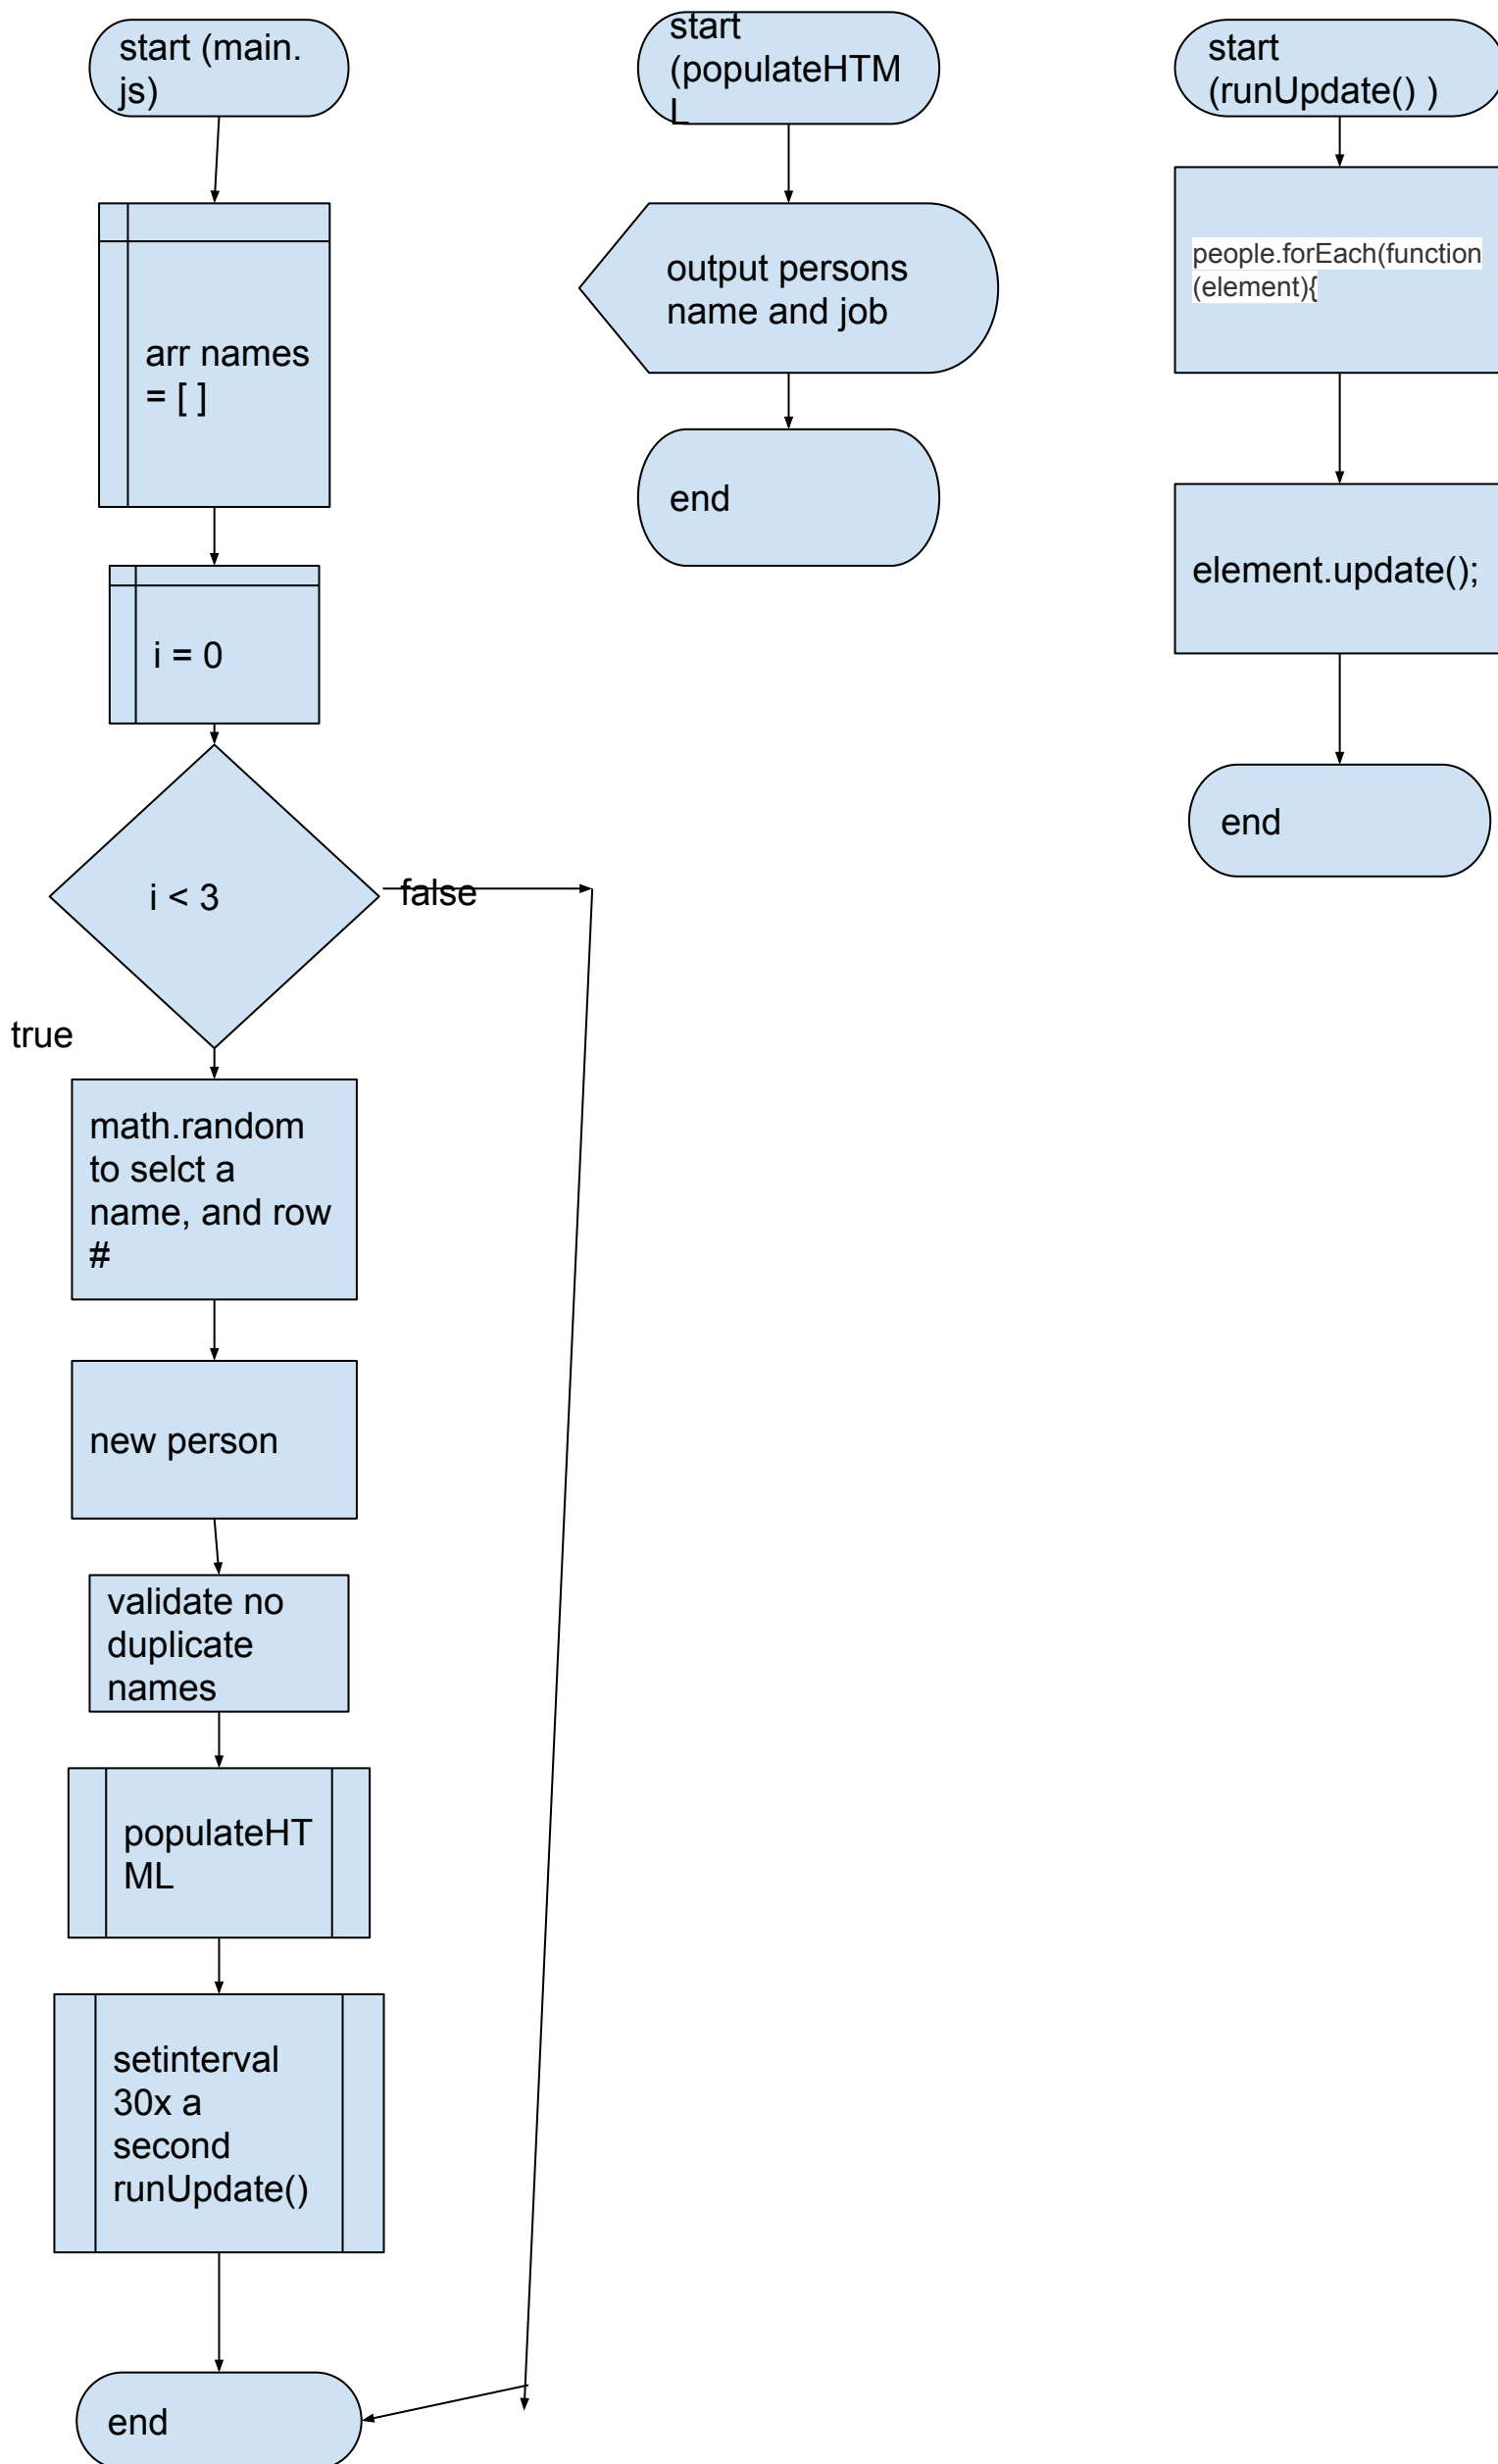 start (main.
js)
arr names
= [ ]
i = 0
i < 3
false
true
math.random
to selct a
name, and row
#
new person
validate no
duplicate
names
populateHT
ML
setinterval
30x a
second
runUpdate()
end
start
(populateHTM
L
output persons
name and job
end
start
(runUpdate() )
people.forEach(function
(element){
element.update();
end